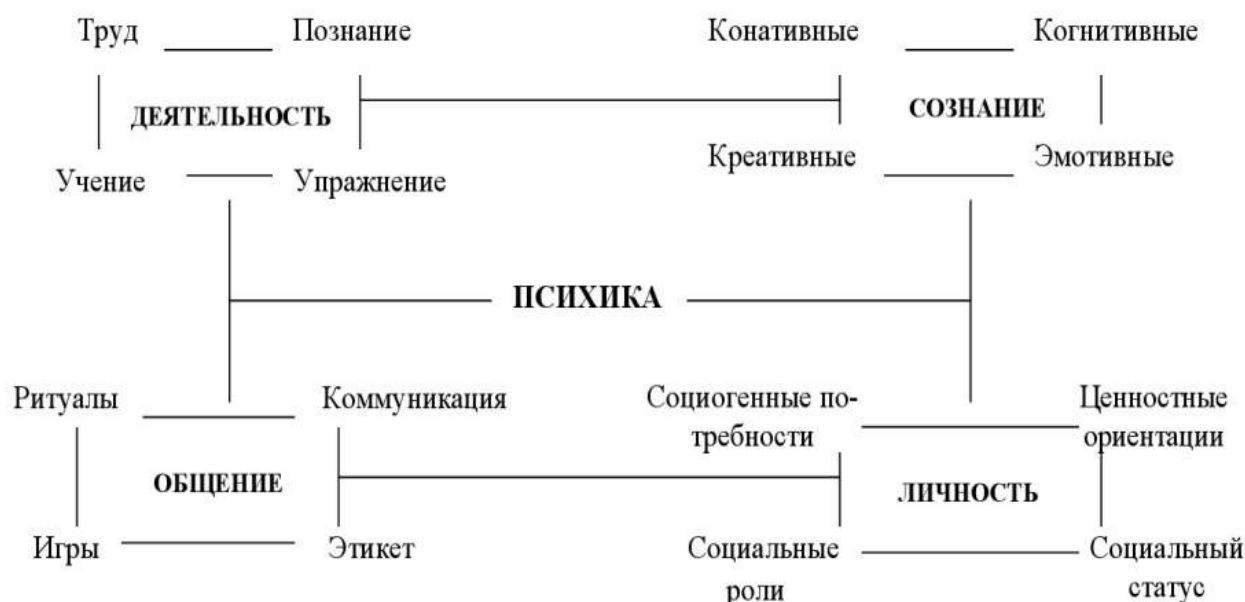 Труд Познание Конативные Когнитивные
ДЕЯТЕЛЬНОСТЬ СОЗНАНИЕ
Учение Упражнение Креативные Эмотивные
ПСИХИКА
Ритуалы Коммуникация Социогенные по- Ценностные
требности ориентации
ОБЩЕНИЕ ЛИЧНОСТЬ
Игры Этикет Социальные Социальный
роли статус